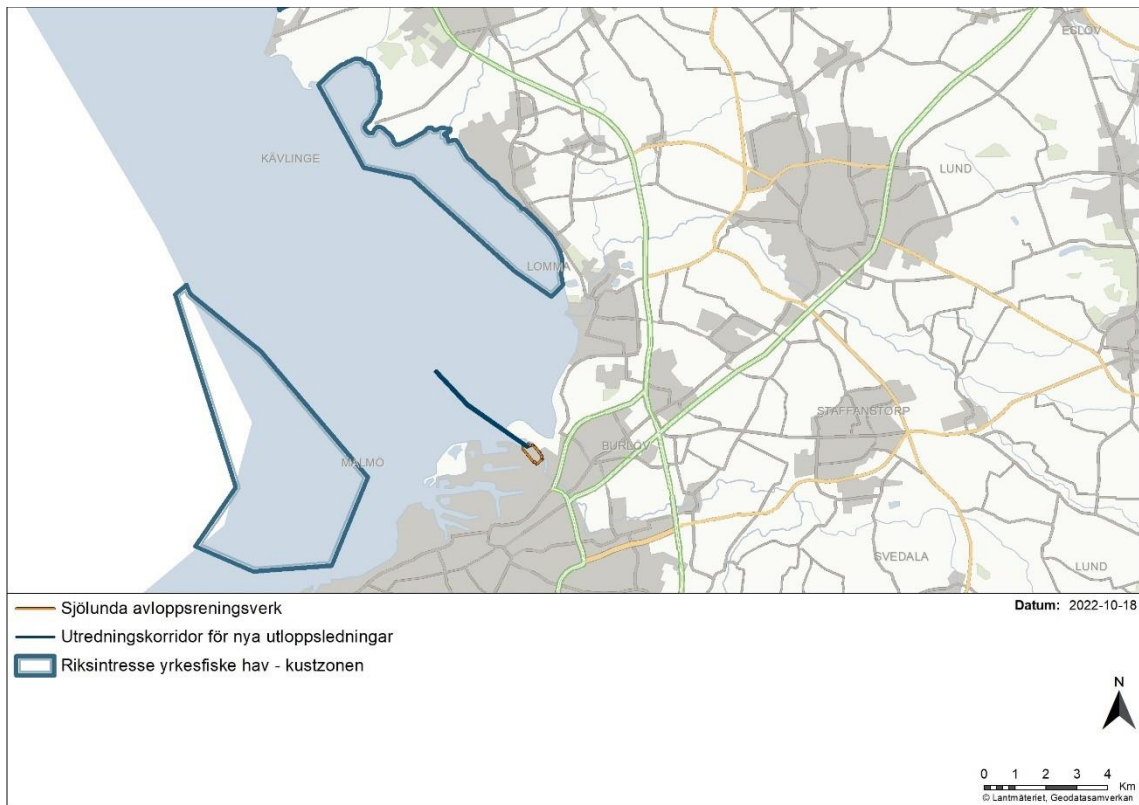 ESLÖV
KÄVLINGE
LUND
LOMMA
STAFFANSTORP
BURLÖV
MALMÖ
SVEDALA
LUND
Sjölunda avloppsreningsverk
Utredningskorridor för nya utloppsledningar
Riksintresse yrkesfiske hav - kustzonen
Datum: 2022-10-18
N
0 1 2 3 4
Km
© Lantmäteriet, Geodatasamverkan